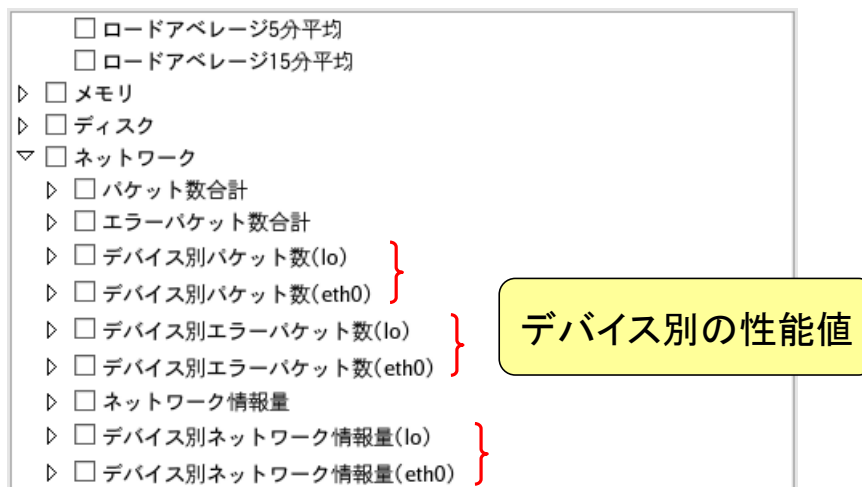 ロードアベレージ5分平均
ロードアベレージ15分平均
メモリ
ディスク
ネットワーク
パケット数合計
エラーパケット数合計
デバイス別パケット数(lo)
デバイス別パケット数(eth0)
デバイス別エラーパケット数(lo)
デバイス別エラーパケット数(eth0)
ネットワーク情報量
デバイス別ネットワーク情報量(lo)
デバイス別ネットワーク情報量(eth0)
デバイス別の性能値